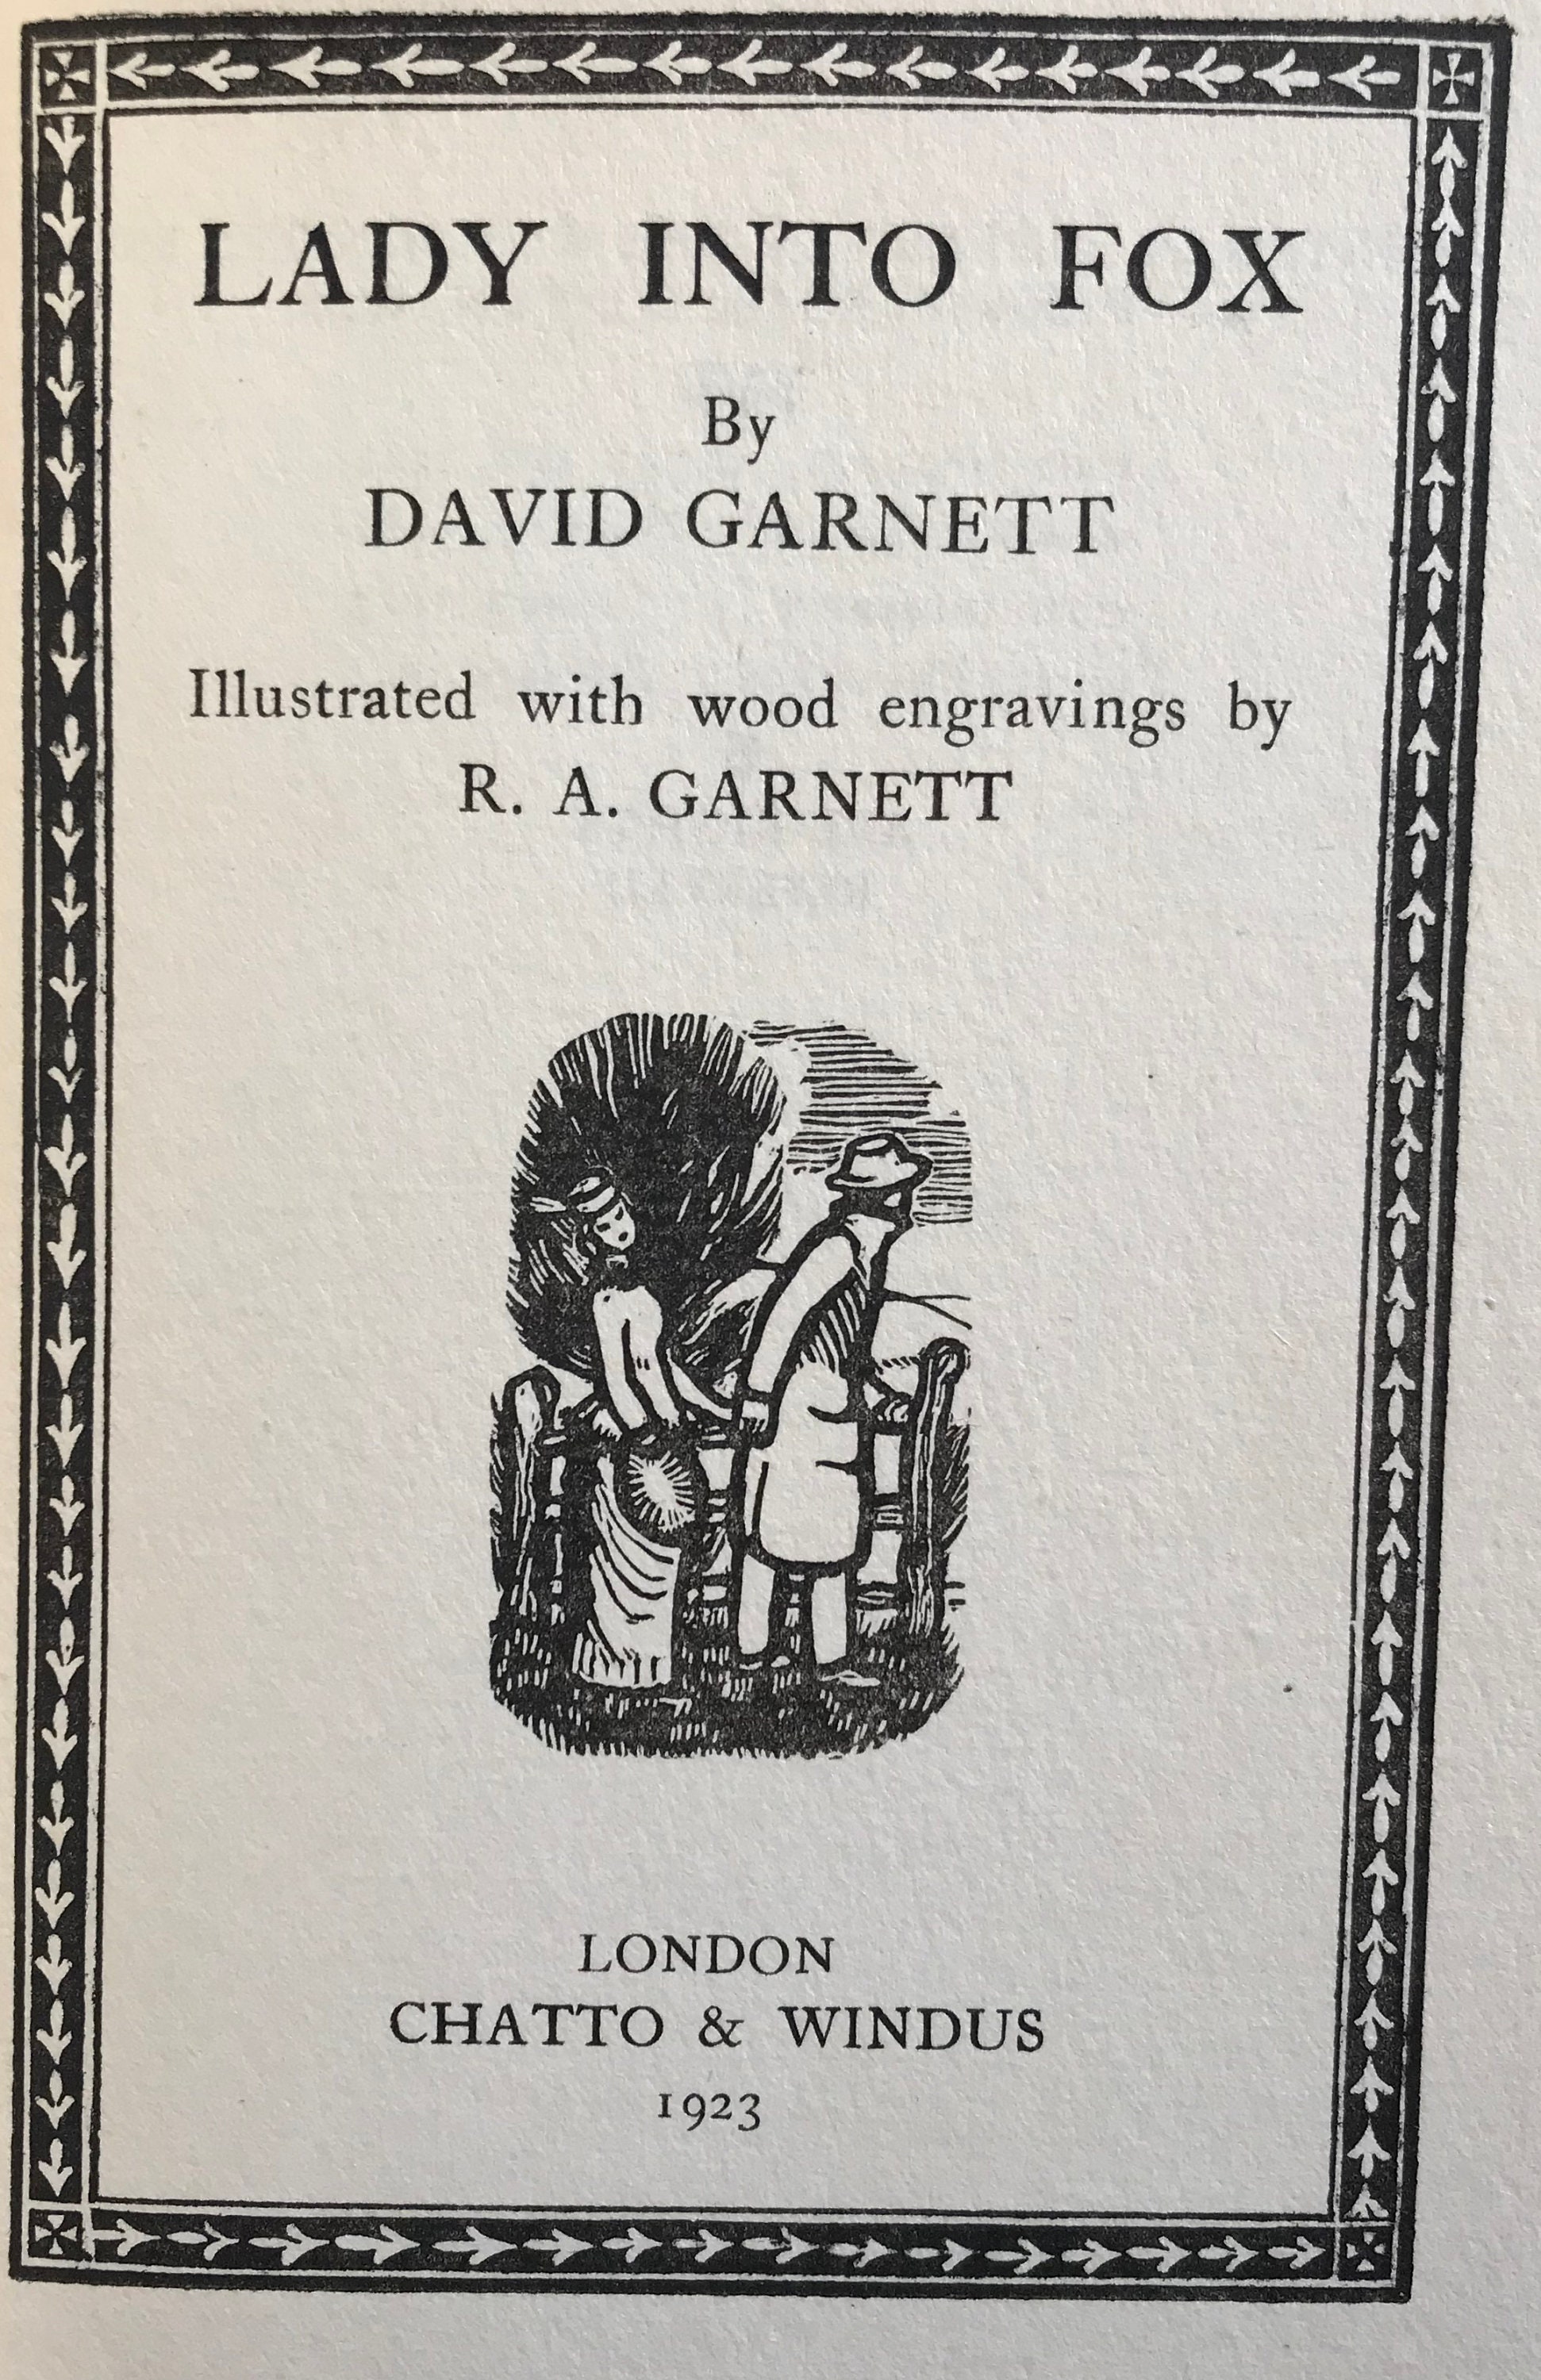 LADY INTO FOX
By
DAVID GARNETT
Illustrated with wood engravings by
R. A. GARNETT
LONDON
CHATTO & WINDUS
1923